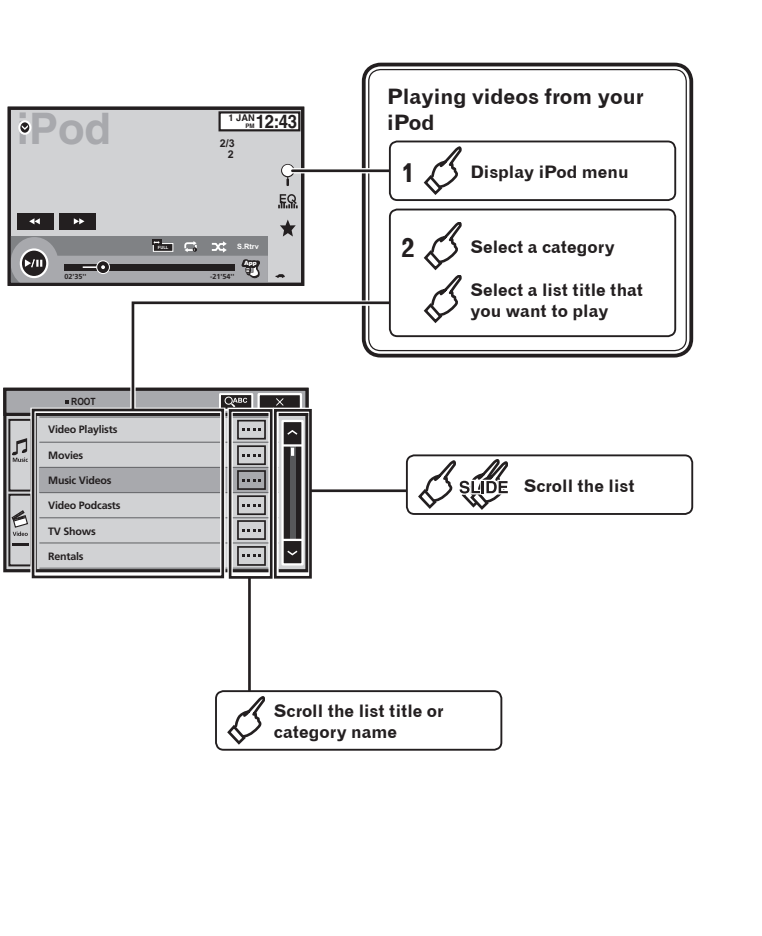 Playing videos from your
iPod
1 Display iPod menu
2 Select a category
Select a list title that
you want to play
iPod
1 JAN
PM 12:43
2/3
2
EQ
FULL
S.Rtrv
App
02'35"
-21'54"
ROOT
ABC
Music
Video
Video Playlists
Movies
Music Videos
Video Podcasts
TV Shows
Rentals
SLIDE Scroll the list
Scroll the list title or
category name